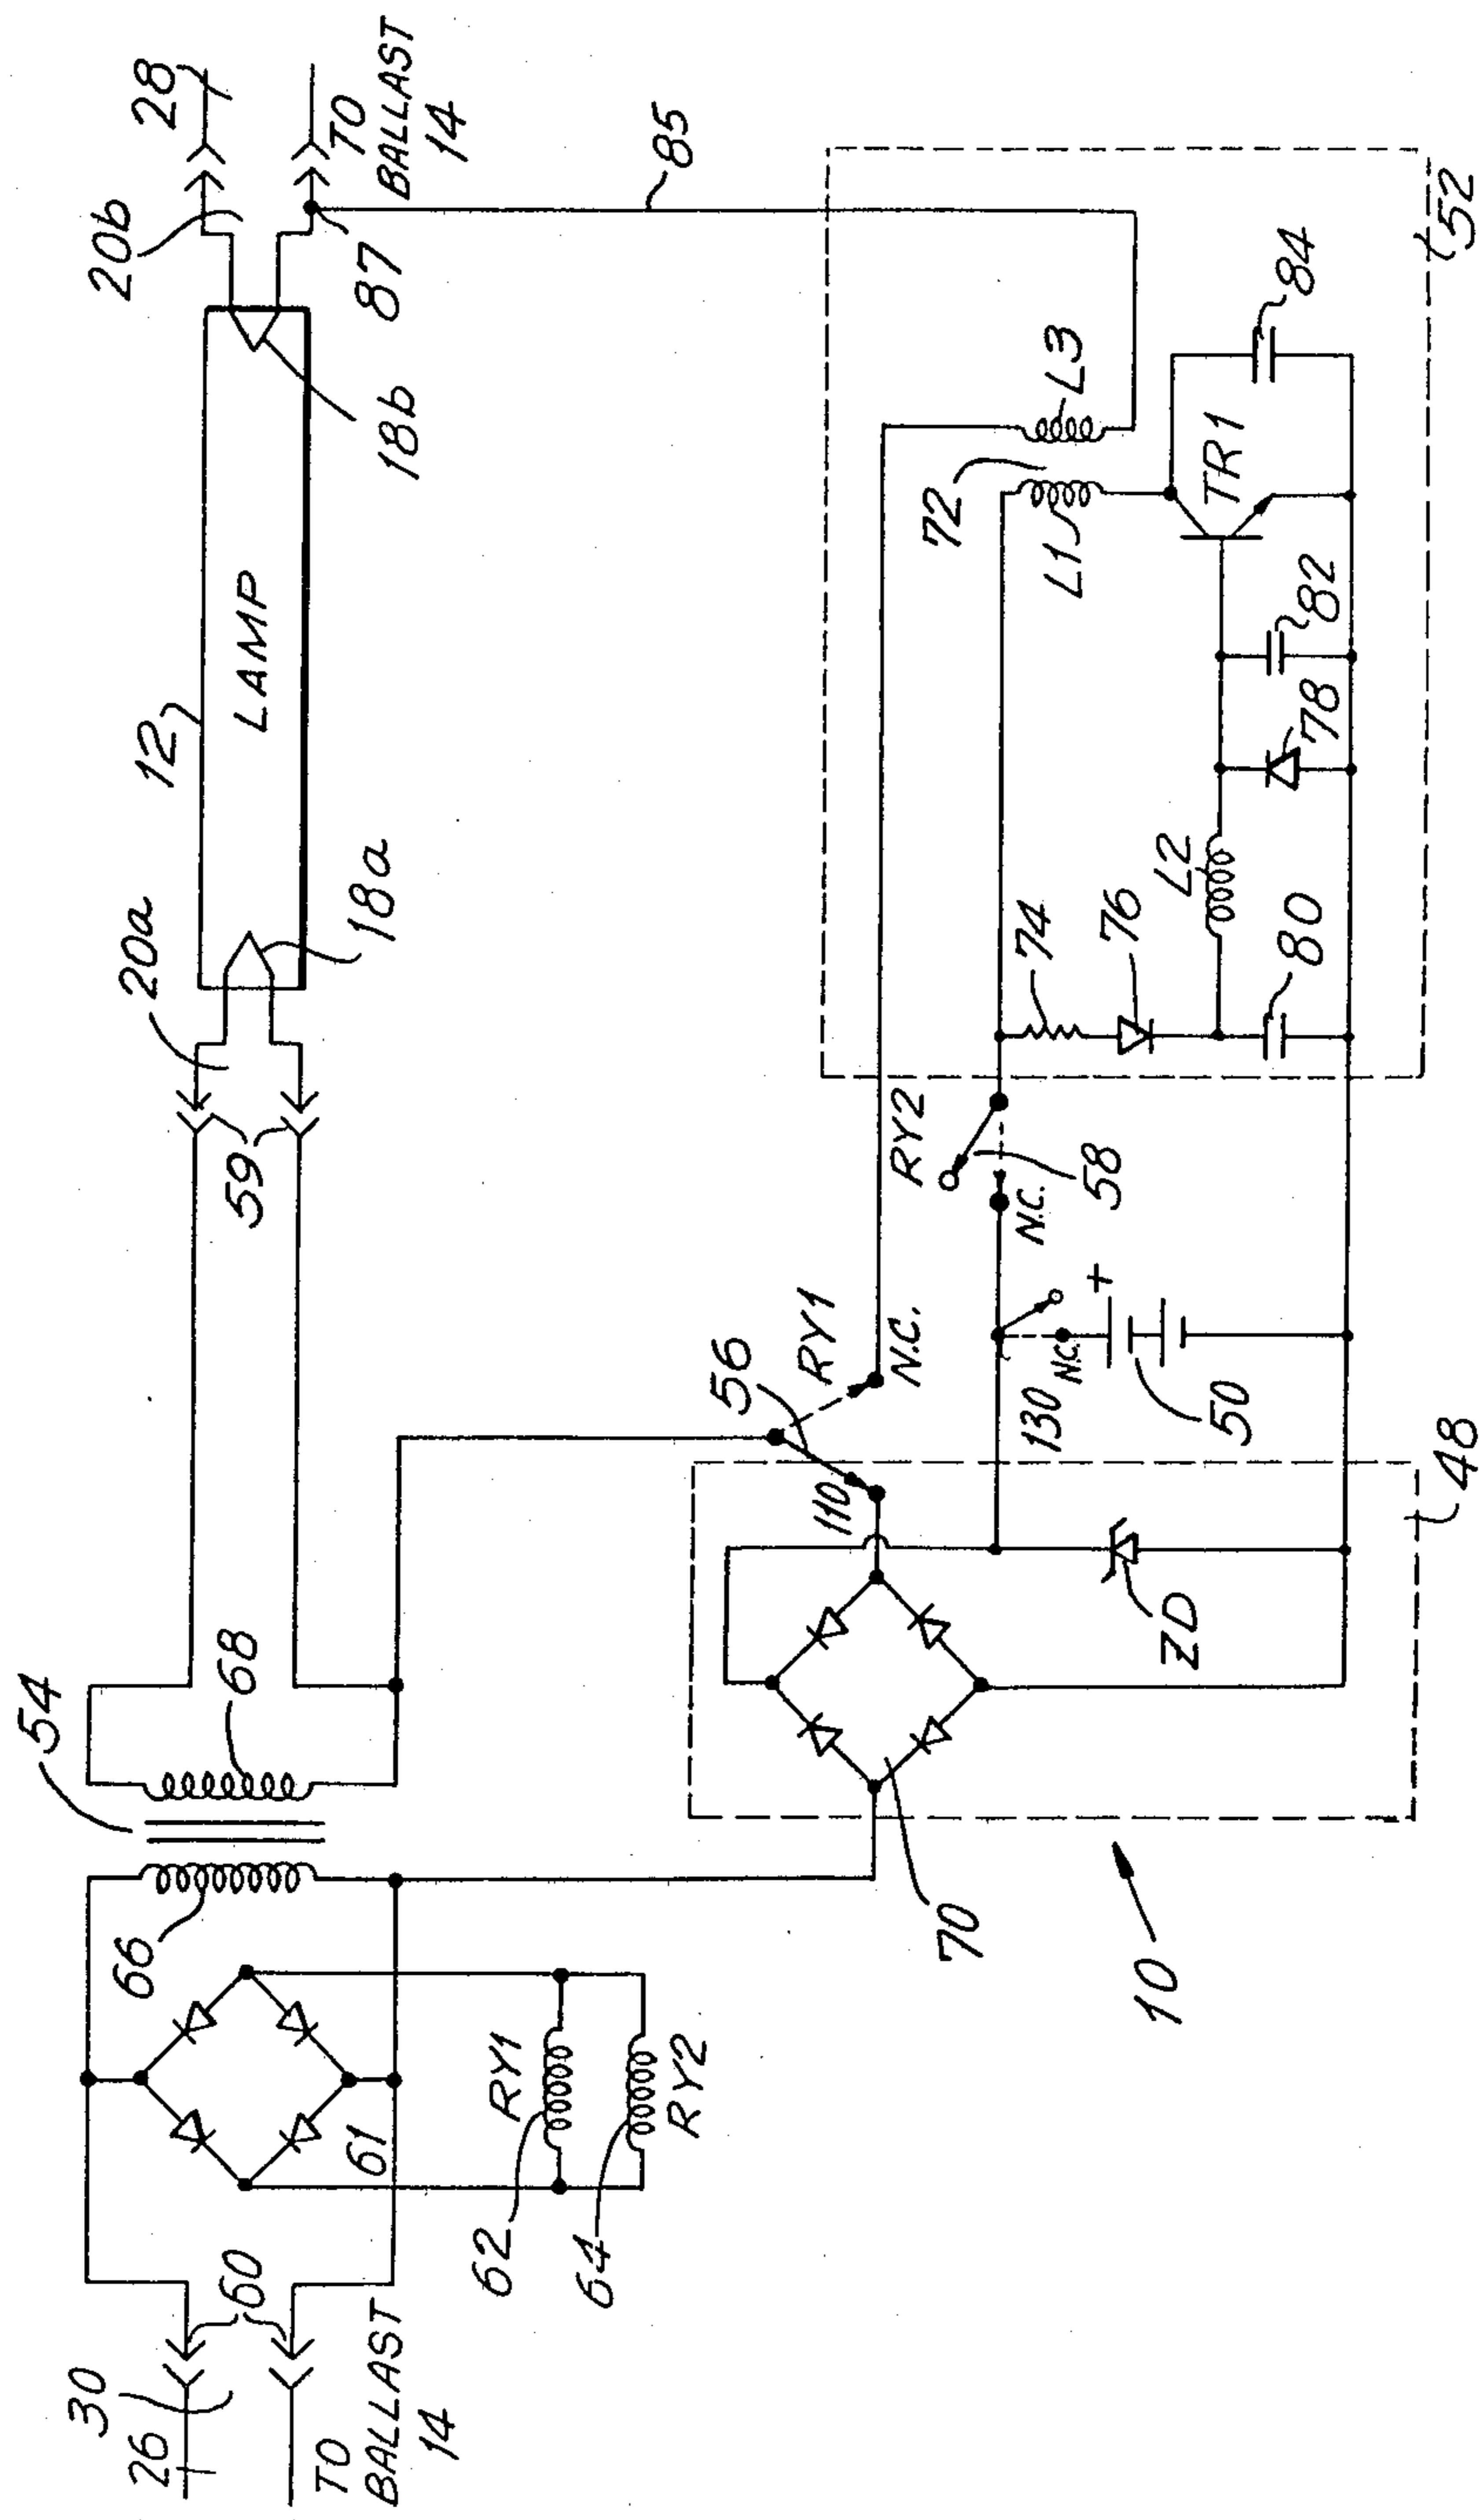 30
26
TO
BALLAST
14
60
61
62
64
RY1
RY2
66
54
68
59
20a
18a
12
LAMP
18b
20b
28
87
TO
BALLAST
14
85
10
70
48
ZD
110
56
RY1
N.C.
130
N.C.
50
+
N.C.
58
RY2
74
76
80
L2
78
82
TR1
84
72
L1
L3
52